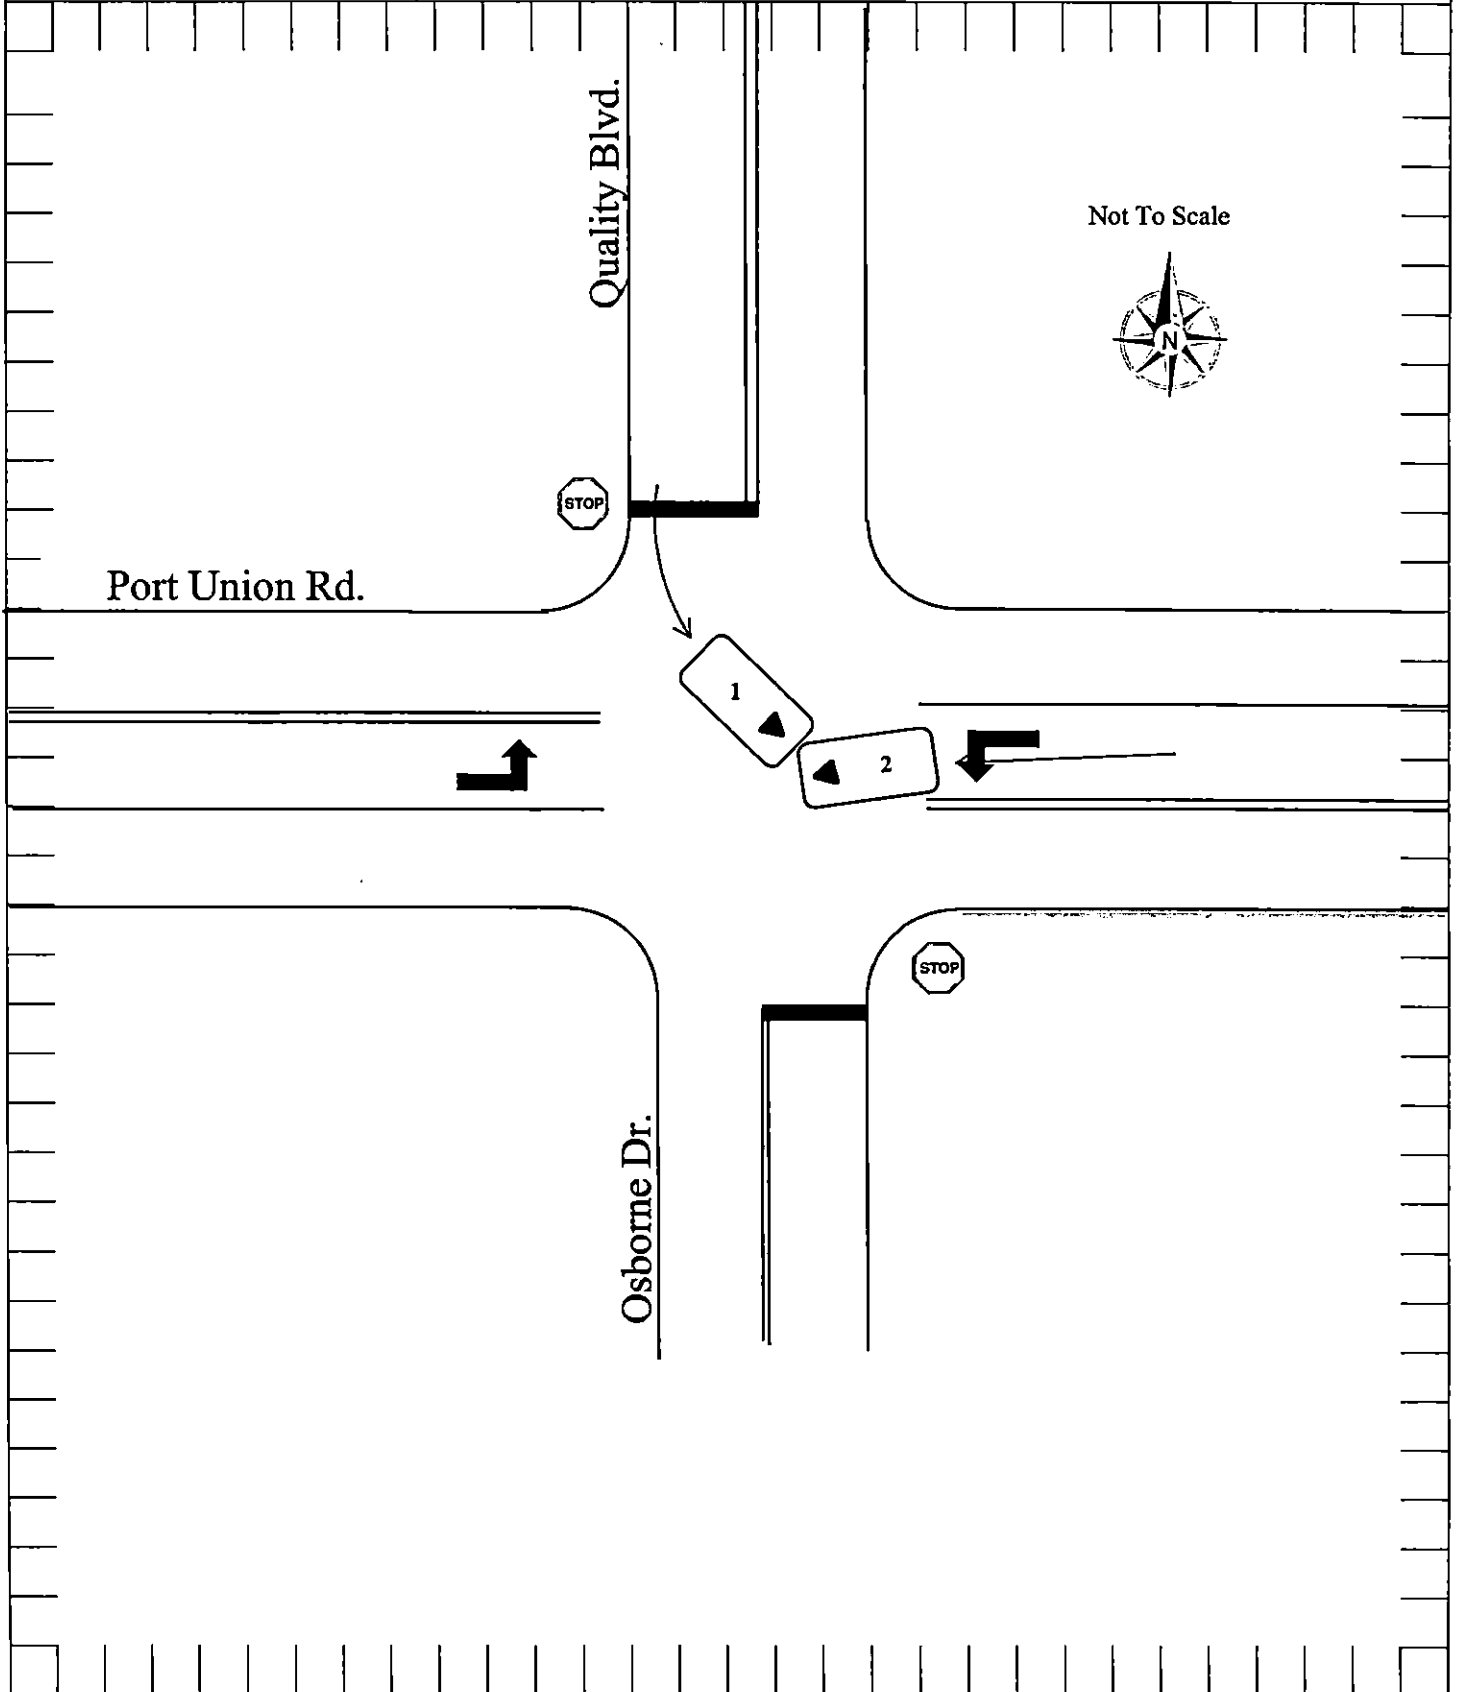 Quality Blvd.
Not To Scale
N
STOP
Port Union Rd.
1
2
STOP
Osborne Dr.